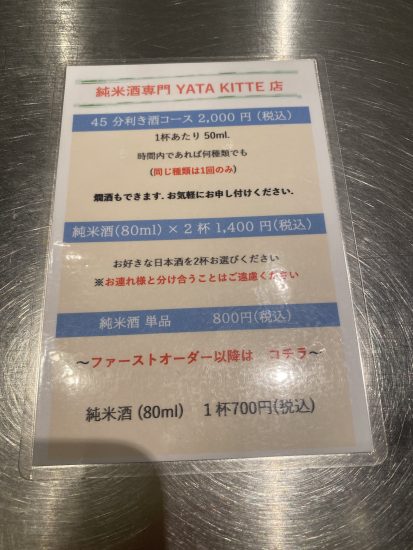 純米酒専門 YATA KITTE 店
45 分利き酒コース 2,000 円(税込)
1杯あたり 50ml.
時間内であれば何種類でも
(同じ種類は1回のみ)
燗酒もできます. お気軽にお申し付けください.
純米酒(80ml) × 2 杯 1,400 円(税込)
お好きな日本酒を2杯お選びください
※お連れ様と分け合うことはご遠慮ください
純米酒 単品 800円(税込)
〜ファーストオーダー以降は コチラ〜
純米酒 (80ml) 1杯700円(税込)